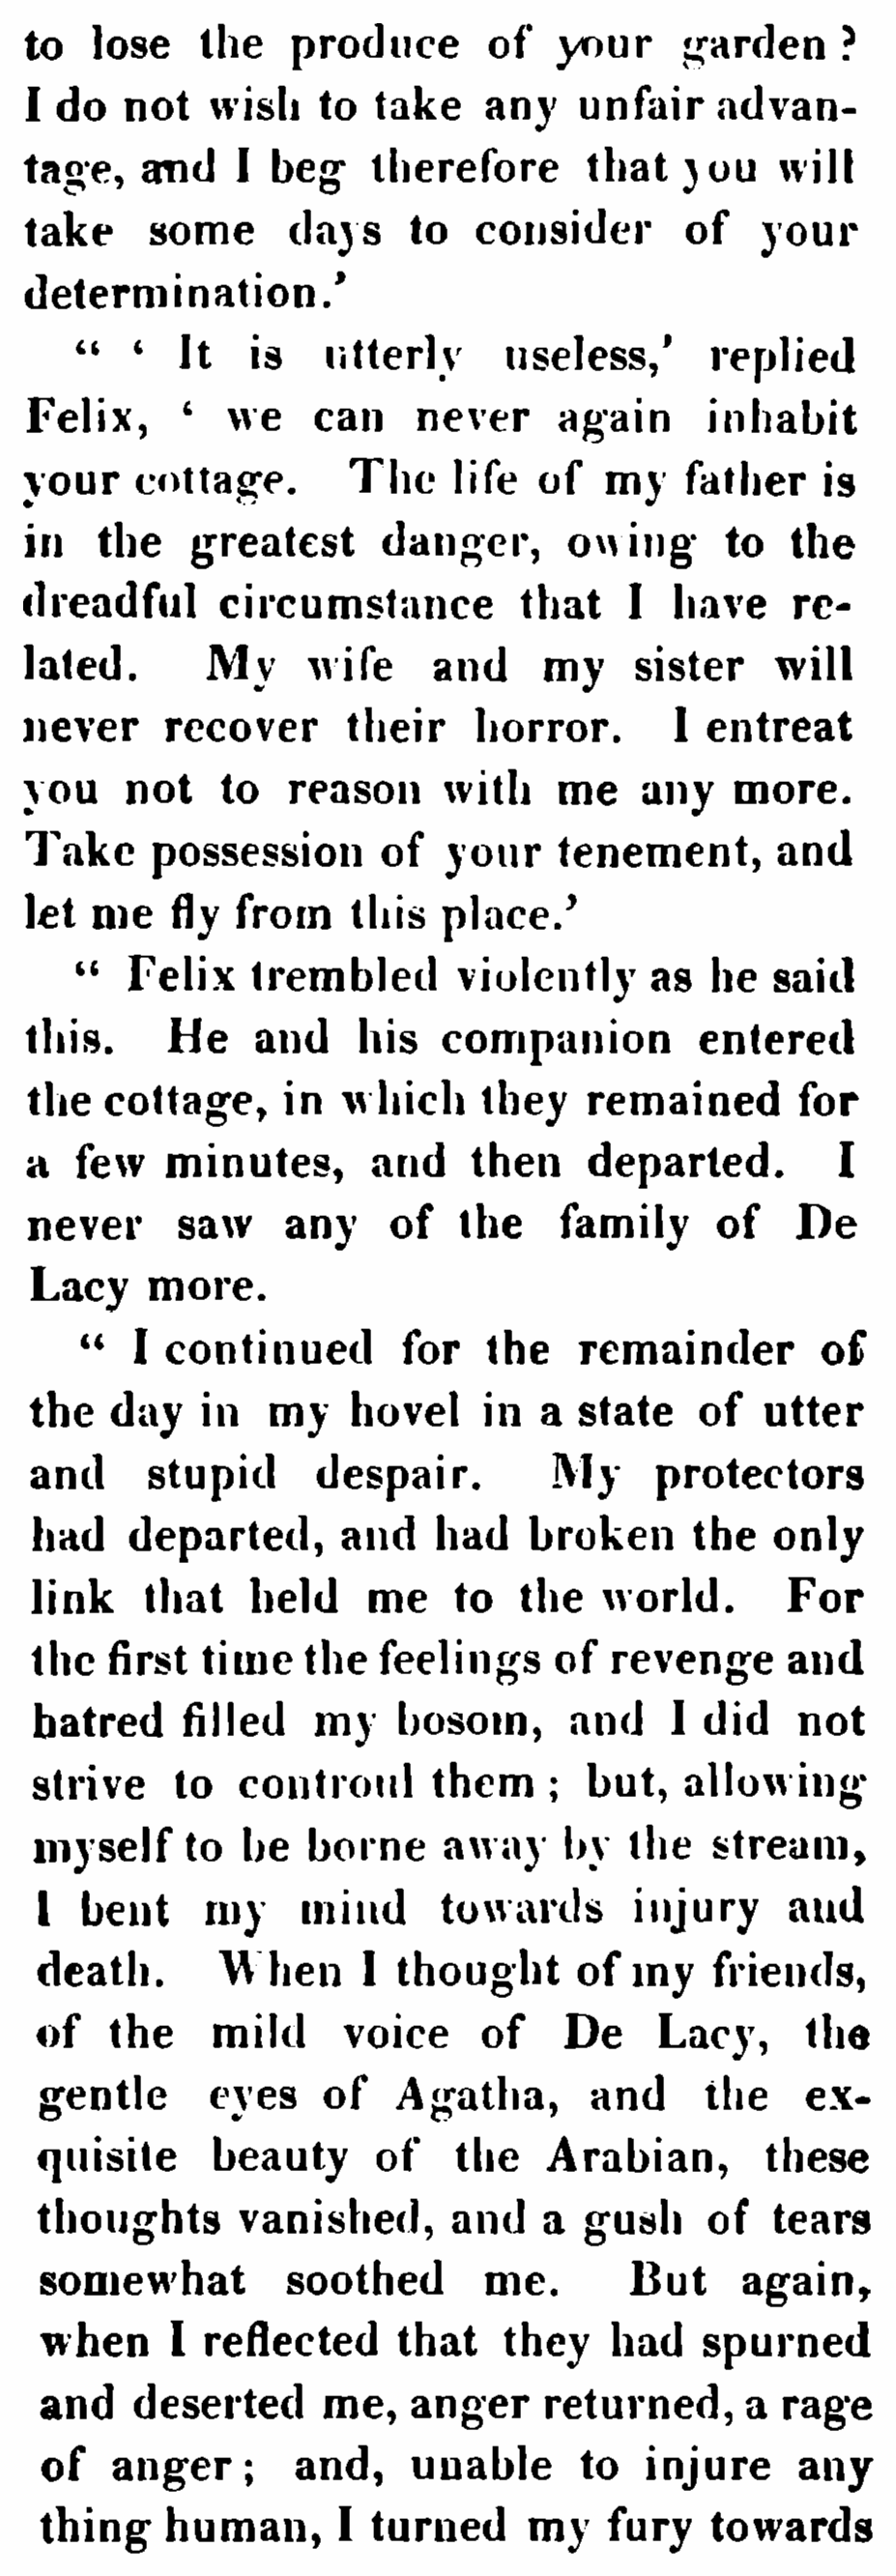 to lose the produce of your garden?
I do not wish to take any unfair advan-
tage, and I beg therefore that you will
take some days to consider of your
determination.’
“ ‘ It is utterly useless,’ replied
Felix, ‘ we can never again inhabit
your cottage. The life of my father is
in the greatest danger, owing to the
dreadful circumstance that I have re-
lated. My wife and my sister will
never recover their horror. I entreat
you not to reason with me any more.
Take possession of your tenement, and
let me fly from this place.’
“ Felix trembled violently as he said
this. He and his companion entered
the cottage, in which they remained for
a few minutes, and then departed. I
never saw any of the family of De
Lacy more.
“ I continued for the remainder of
the day in my hovel in a state of utter
and stupid despair. My protectors
had departed, and had broken the only
link that held me to the world. For
the first time the feelings of revenge and
hatred filled my bosom, and I did not
strive to controul them ; but, allowing
myself to be borne away by the stream,
I bent my mind towards injury and
death. When I thought of my friends,
of the mild voice of De Lacy, the
gentle eyes of Agatha, and the ex-
quisite beauty of the Arabian, these
thoughts vanished, and a gush of tears
somewhat soothed me. But again,
when I reflected that they had spurned
and deserted me, anger returned, a rage
of anger ; and, unable to injure any
thing human, I turned my fury towards